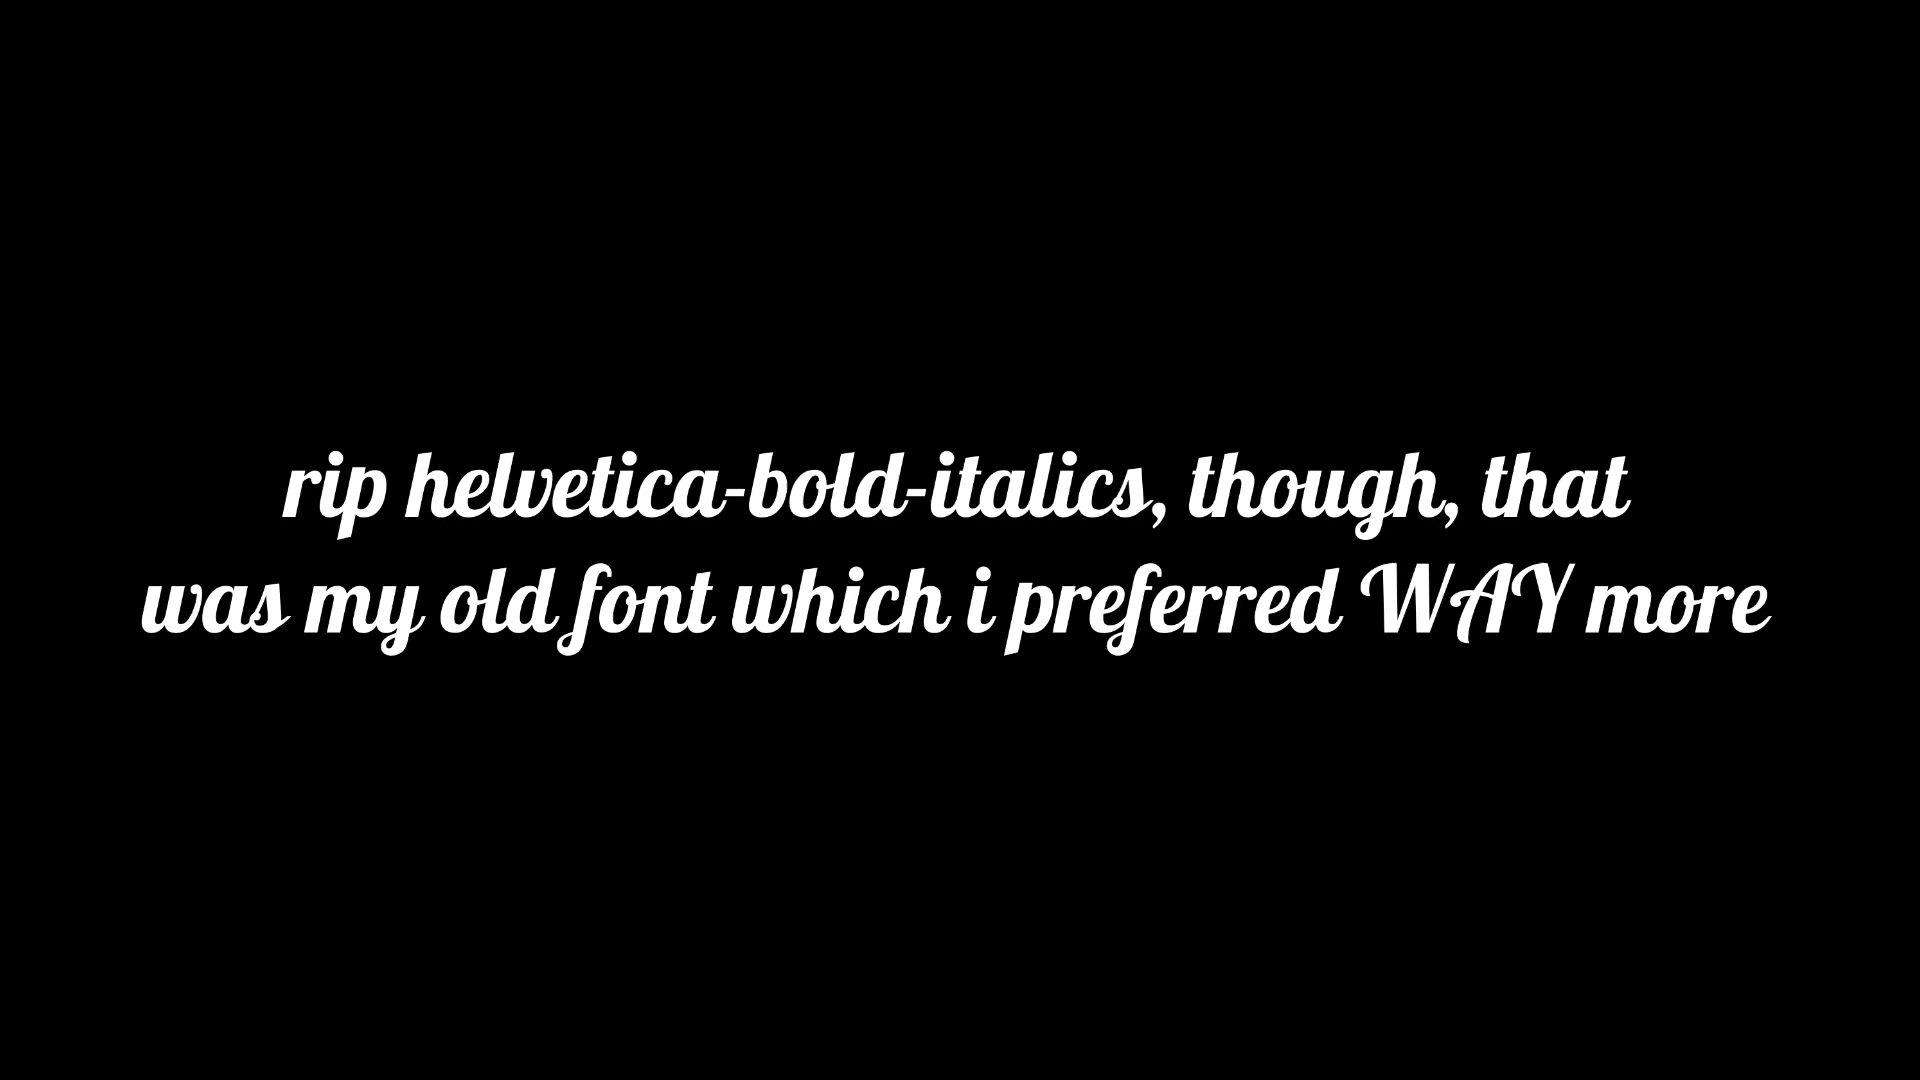 rip helvetica-bold-italics, though, that
was my old font which i preferred WAY more